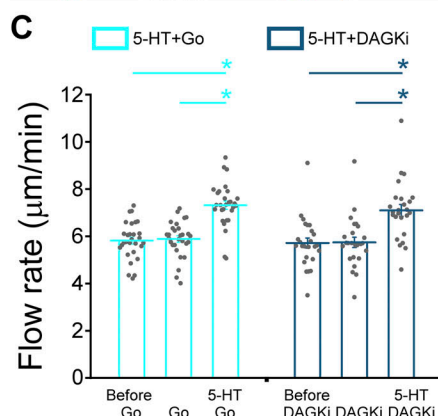 C
5-HT+Go
5-HT+DAGKi
*
*
*
*
Flow rate (μm/min)
12
10
8
6
4
2
0
Before Go
Go
5-HT Go
Before DAGKi
DAGKi
5-HT DAGKi